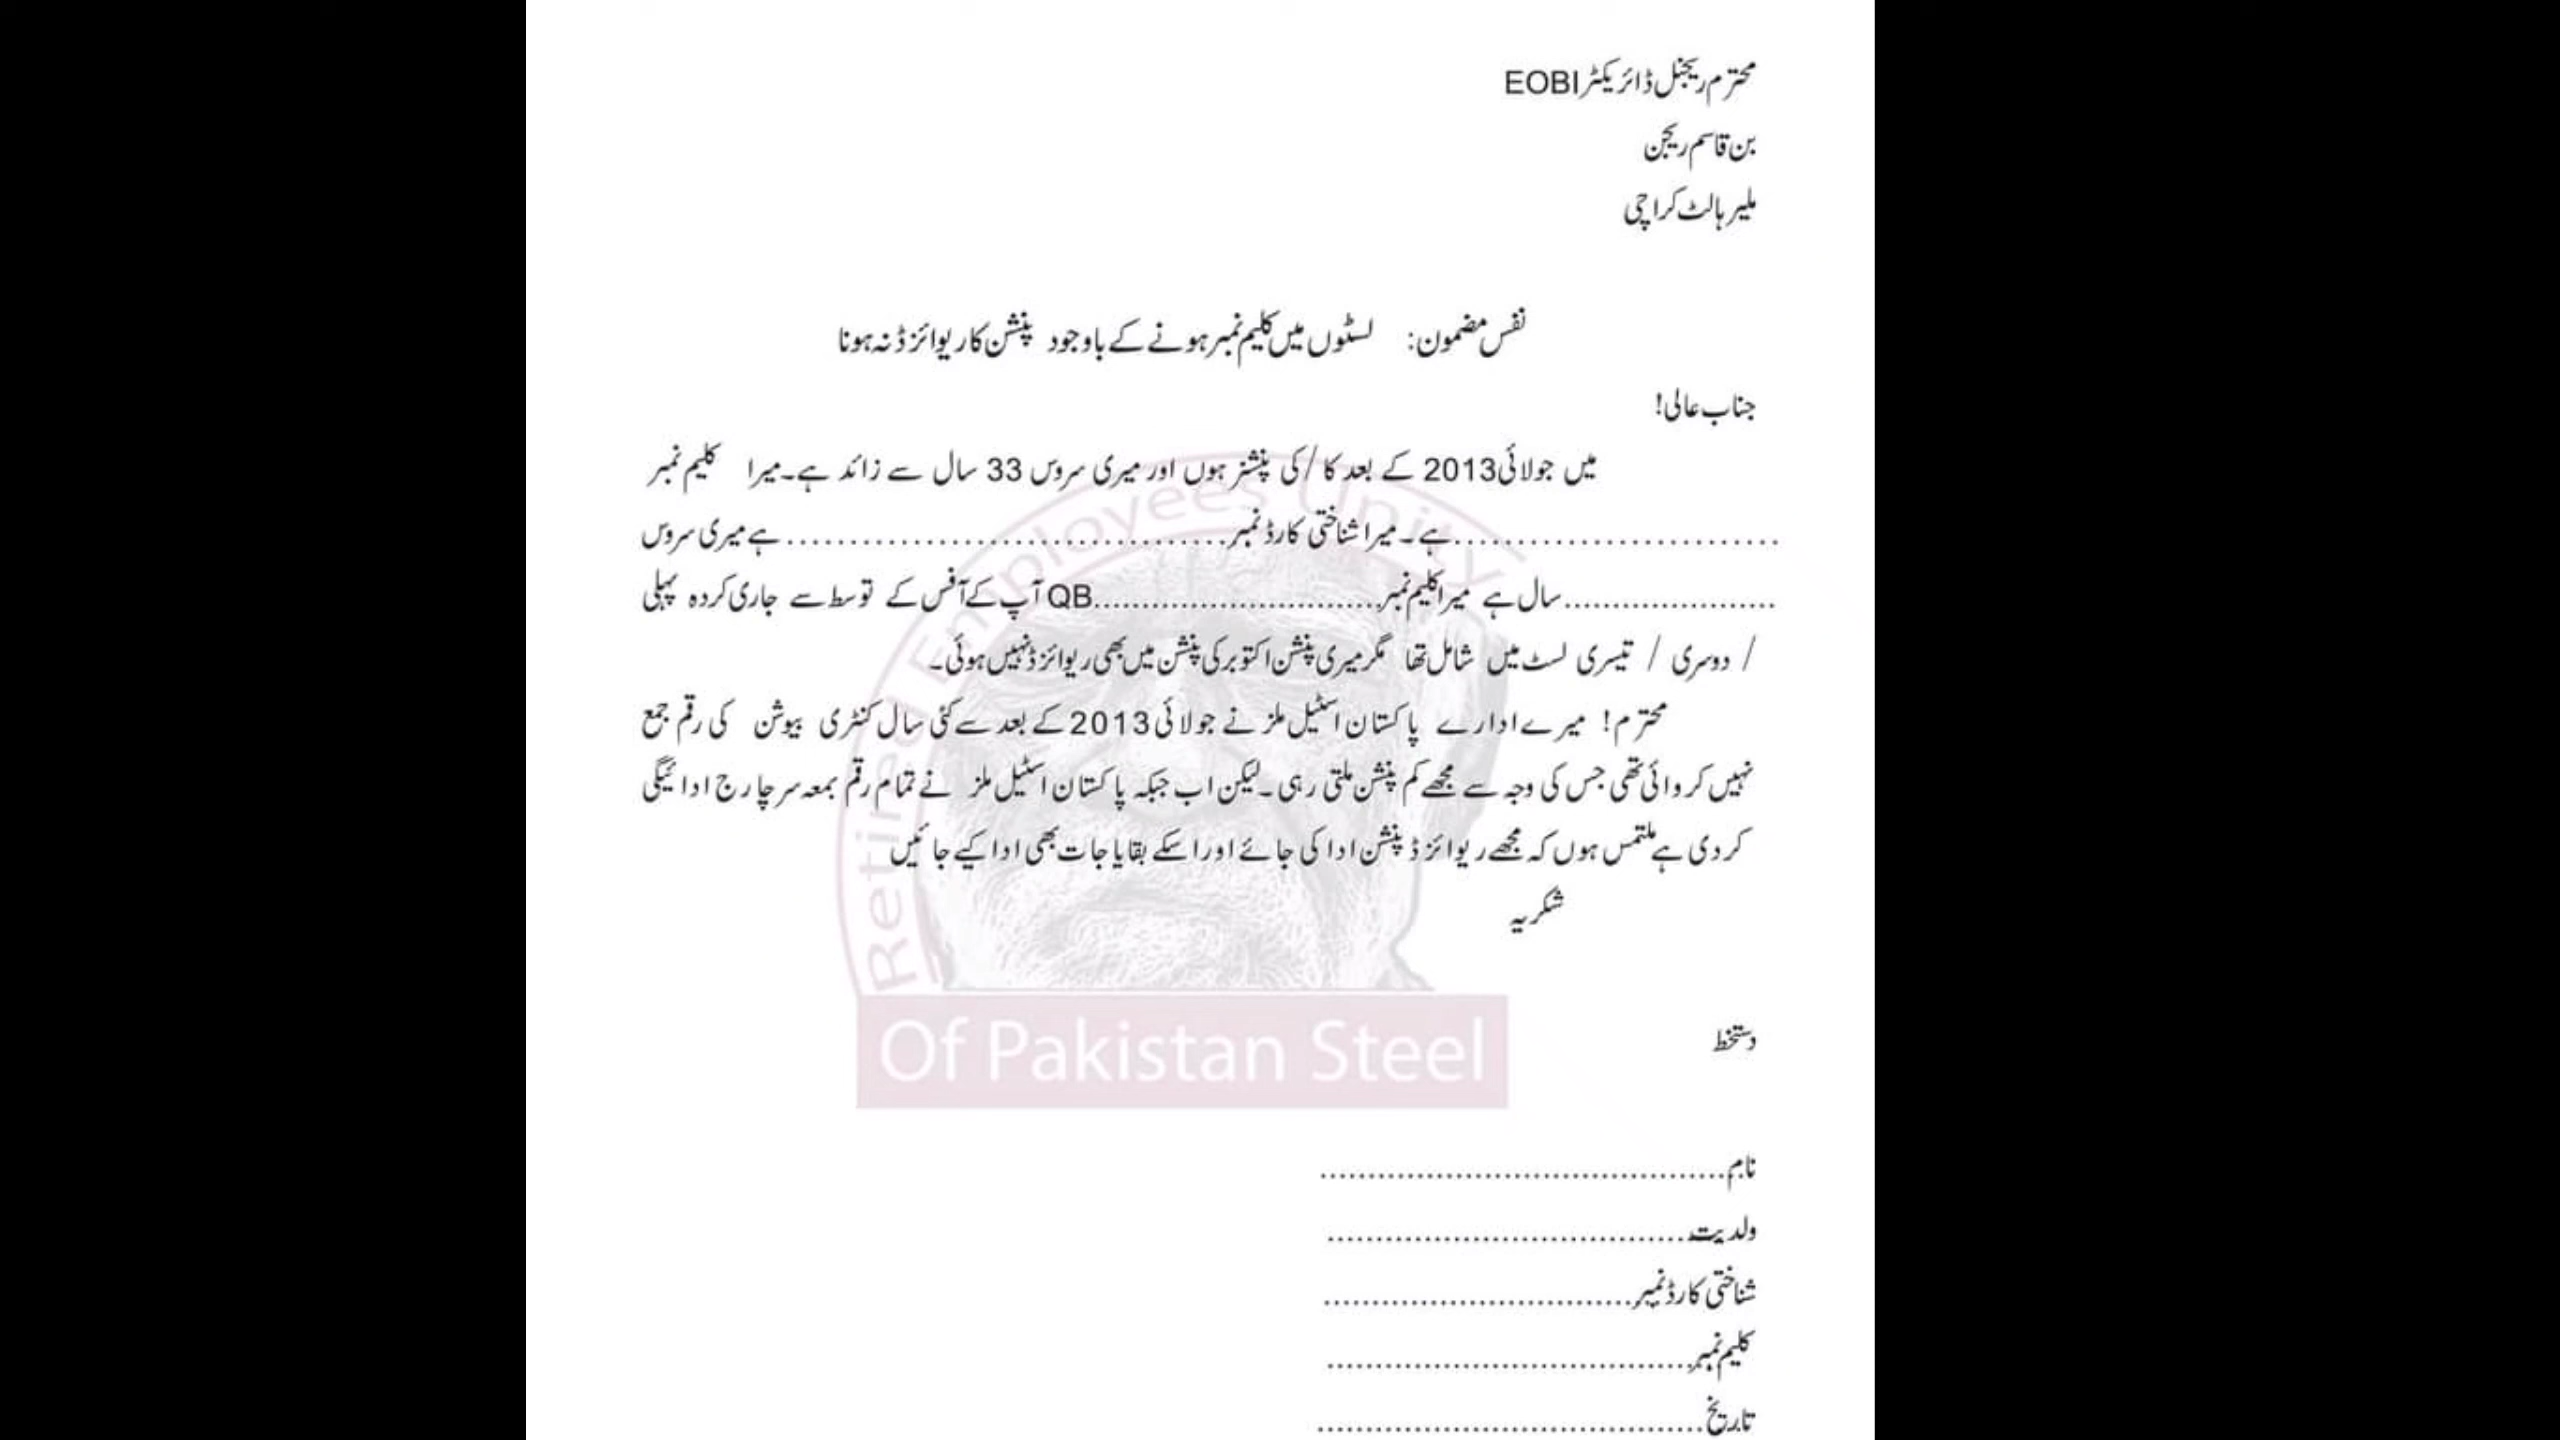 محترم ریجنل ڈائریکٹر EOBI
بن قاسم ریجن
ملیر ہالٹ کراچی
نفس مضمون: لسٹوں میں کلیم نمبر ہونے کے باوجود پنشن کا ریوائزڈ نہ ہونا
جناب عالی!
میں جولائی 2013 کے بعد کا/کی پنشنر ہوں اور میری سروس 33 سال سے زائد ہے۔ میرا کلیم نمبر
..........................ہے۔ میرا شناختی کارڈ نمبر...................................ہے میری سروس
......................سال ہے میرا کلیم نمبر..............................QB آپ کے آفس کے توسط سے جاری کردہ پہلی
/ دوسری / تیسری لسٹ میں شامل تھا مگر میری پنشن اکتوبر کی پنشن میں بھی ریوائزڈ نہیں ہوئی۔
محترم! میرے ادارے پاکستان اسٹیل ملز نے جولائی 2013 کے بعد سے کئی سال کنٹری بیوشن کی رقم جمع
نہیں کروائی تھی جس کی وجہ سے مجھے کم پنشن ملتی رہی۔ لیکن اب جبکہ پاکستان اسٹیل ملز نے تمام رقم بمعہ سرچارج ادائیگی
کردی ہے ملتمس ہوں کہ مجھے ریوائزڈ پنشن ادا کی جائے اور اسکے بقایا جات بھی ادا کیے جائیں
شکریہ
Retired Employees Unity
Of Pakistan Steel
دستخط
نام..........................................
ولدیت......................................
شناختی کارڈ نمبر................................
کلیم نمبر......................................
تاریخ........................................